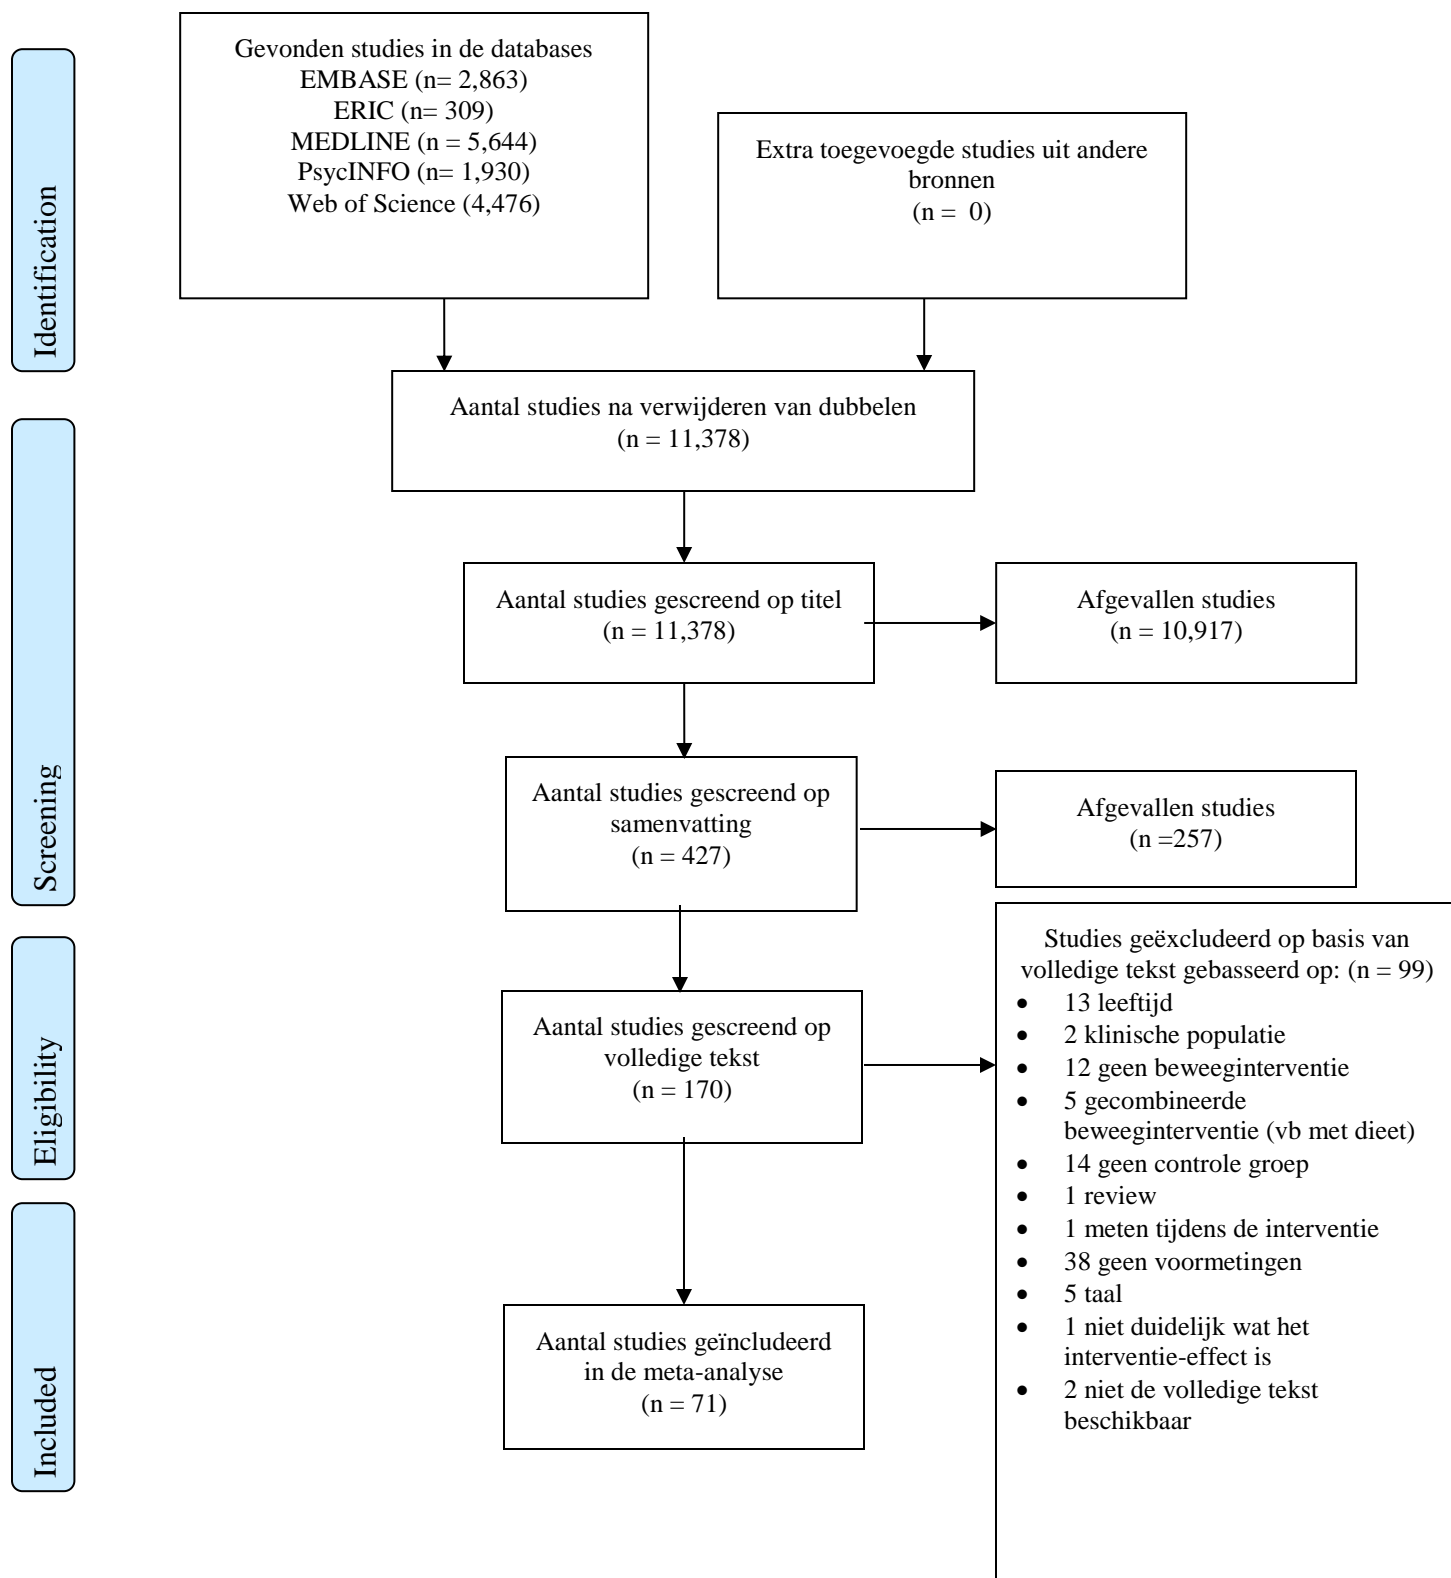 Identification
Gevonden studies in de databases
EMBASE (n= 2,863)
ERIC (n= 309)
MEDLINE (n = 5,644)
PsycINFO (n= 1,930)
Web of Science (4,476)
Extra toegevoegde studies uit andere
bronnen
(n =  0)
Aantal studies na verwijderen van dubbelen
(n = 11,378)
Screening
Aantal studies gescreend op titel
(n = 11,378)
Afgevallen studies
(n = 10,917)
Aantal studies gescreend op
samenvatting
(n = 427)
Afgevallen studies
(n =257)
Eligibility
Aantal studies gescreend op
volledige tekst
(n = 170)
Studies geëxcludeerd op basis van
volledige tekst gebasseerd op: (n = 99)
• 13 leeftijd
• 2 klinische populatie
• 12 geen beweeginterventie
• 5 gecombineerde
beweeginterventie (vb met dieet)
• 14 geen controle groep
• 1 review
• 1 meten tijdens de interventie
• 38 geen voormetingen
• 5 taal
• 1 niet duidelijk wat het
interventie-effect is
• 2 niet de volledige tekst
beschikbaar
Included
Aantal studies geïncludeerd
in de meta-analyse
(n = 71)